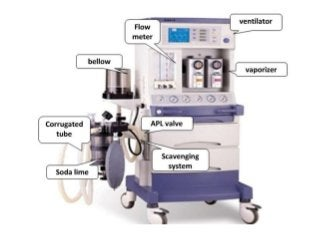 Flow
meter
ventilator
bellow
vaporizer
Corrugated
tube
APL valve
Scavenging
system
Soda lime